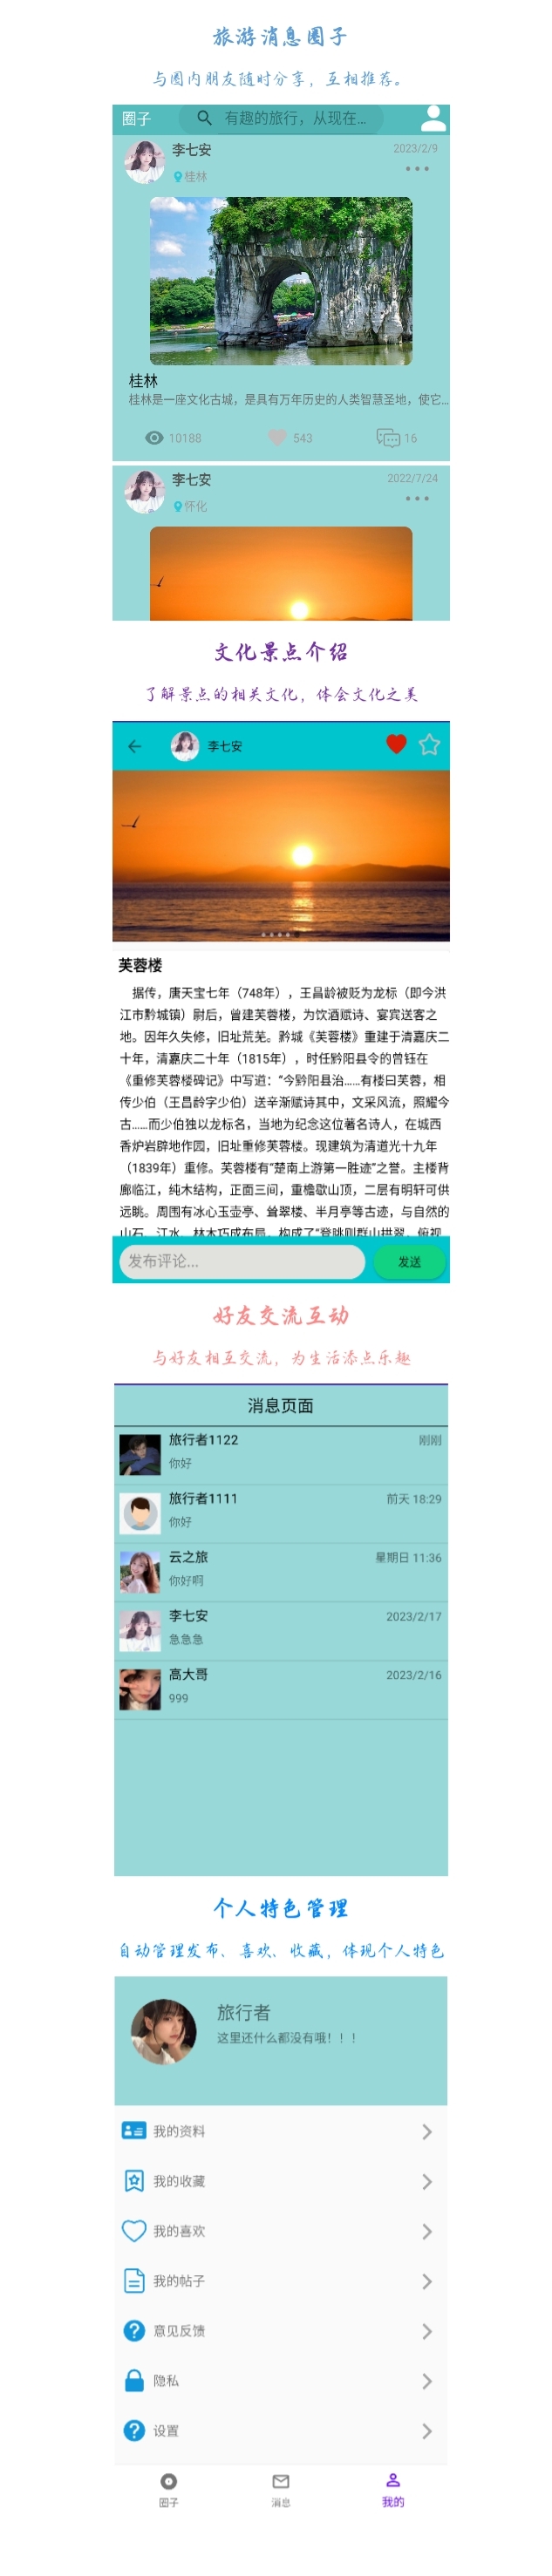 旅游消息圈子
与圈内朋友随时分享，互相推荐。
圈子
有趣的旅行，从现在...
李七安
2023/2/9
桂林
桂林
桂林是一座文化古城，是具有万年历史的人类智慧圣地，使它...
10188
543
16
李七安
2022/7/24
怀化
文化景点介绍
了解景点的相关文化，体会文化之美
李七安
芙蓉楼
据传，唐天宝七年（748年），王昌龄被贬为龙标（即今洪
江市黔城镇）尉后，曾建芙蓉楼，为饮酒赋诗、宴宾送客之
地。因年久失修，旧址荒芜。黔城《芙蓉楼》重建于清嘉庆二
十年，清嘉庆二十年（1815年），时任黔阳县令的曾钰在
《重修芙蓉楼碑记》中写道：“今黔阳县治……有楼曰芙蓉，相
传少伯（王昌龄字少伯）送辛渐赋诗其中，文采风流，照耀今
古……而少伯独以龙标名，当地为纪念这位著名诗人，在城西
香炉岩辟地作园，旧址重修芙蓉楼。现建筑为清道光十九年
（1839年）重修。芙蓉楼有“楚南上游第一胜迹”之誉。主楼背
廊临江，纯木结构，正面三间，重檐歇山顶，二层有明轩可供
远眺。周围有冰心玉壶亭、耸翠楼、半月亭等古迹，与自然的
山石、江水、林木巧成布局，构成了“登眺则群山拱翠，俯视
发布评论...
发送
好友交流互动
与好友相互交流，为生活添点乐趣
消息页面
旅行者1122
刚刚
你好
旅行者1111
前天 18:29
你好
云之旅
星期日 11:36
你好啊
李七安
2023/2/17
急急急
高大哥
2023/2/16
999
个人特色管理
自动管理发布、喜欢、收藏，体现个人特色
旅行者
这里还什么都没有哦！！！
我的资料
我的收藏
我的喜欢
我的帖子
意见反馈
隐私
设置
圈子
消息
我的